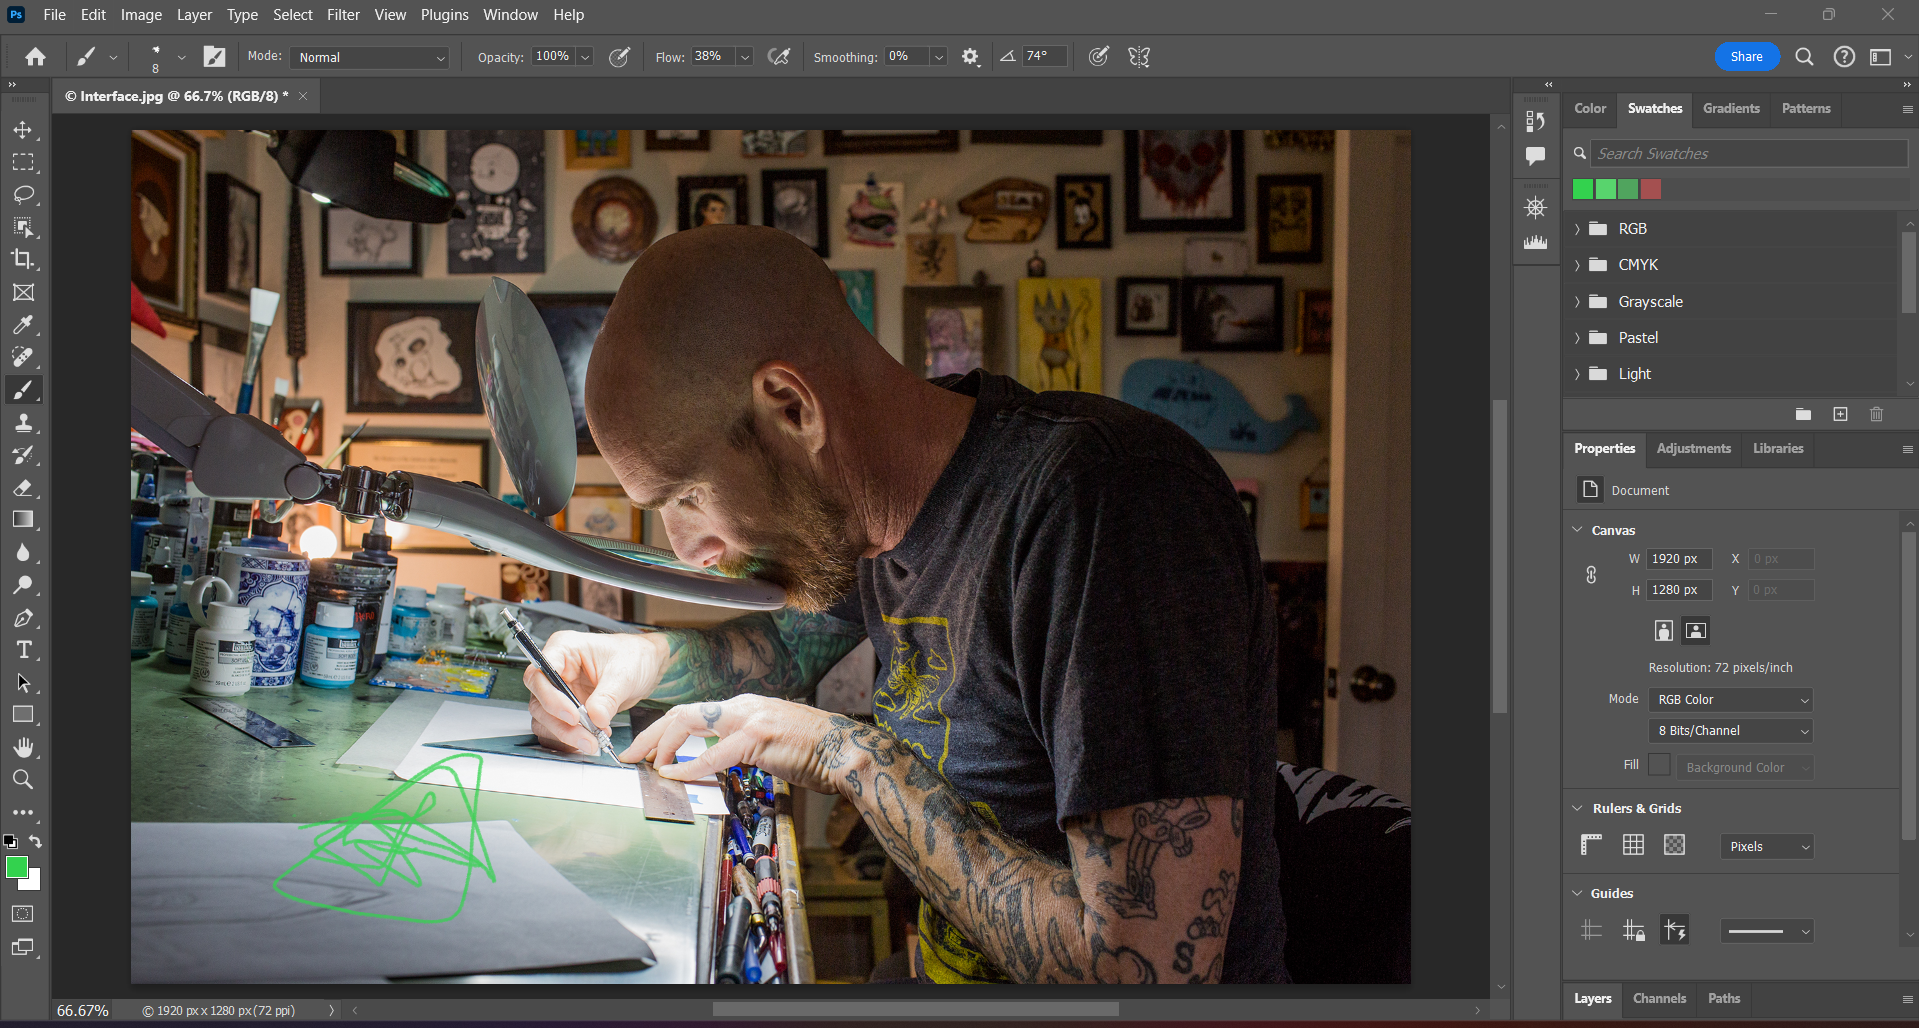 Ps File Edit Image Layer Type Select Filter View Plugins Window Help
8 Mode: Normal Opacity: 100% Flow: 38% Smoothing: 0% 74° Share
© Interface.jpg @ 66.7% (RGB/8) *
Color Swatches Gradients Patterns
Search Swatches
RGB
CMYK
Grayscale
Pastel
Light
Properties Adjustments Libraries
Document
Canvas
W 1920 px X 0 px
H 1280 px Y 0 px
Resolution: 72 pixels/inch
Mode RGB Color
8 Bits/Channel
Fill Background Color
Rulers & Grids
Pixels
Guides
Layers Channels Paths
66.67% © 1920 px x 1280 px (72 ppi)